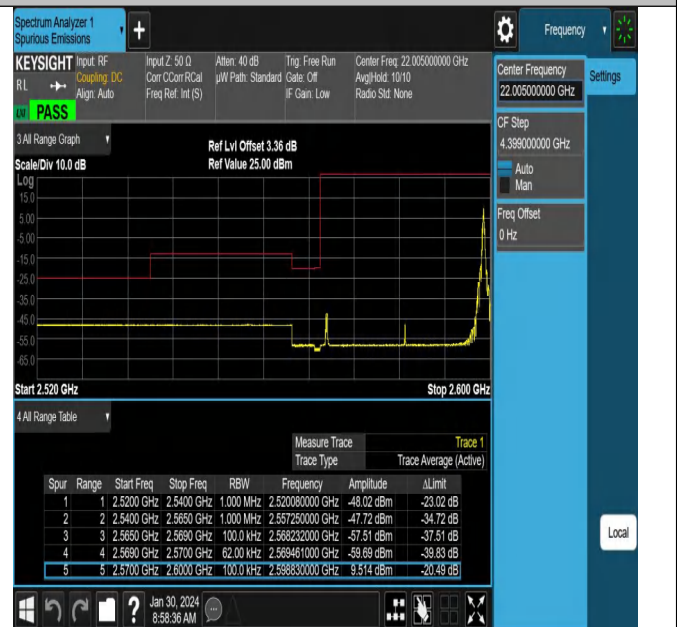 Spectrum Analyzer 1
Spurious Emissions
+
Frequency
KEYSIGHT Input: RF Input Z: 50 Ω Atten: 40 dB Trig: Free Run Center Freq: 22.005000000 GHz
RL Coupling: DC Corr CCorr RCal µW Path: Standard Gate: Off Avg|Hold: 10/10
Align: Auto Freq Ref: Int (S) IF Gain: Low Radio Std: None
PASS
Center Frequency
22.005000000 GHz
Settings
CF Step
4.399000000 GHz
Auto
Man
Freq Offset
0 Hz
3 All Range Graph
Ref Lvl Offset 3.36 dB
Scale/Div 10.0 dB Ref Value 25.00 dBm
Log
15.0
5.00
-5.00
-15.0
-25.0
-35.0
-45.0
-55.0
-65.0
Start 2.520 GHz Stop 2.600 GHz
4 All Range Table
Measure Trace Trace 1
Trace Type Trace Average (Active)
Spur Range Start Freq Stop Freq RBW Frequency Amplitude ΔLimit
1 1 2.5200 GHz 2.5400 GHz 1.000 MHz 2.520080000 GHz -48.02 dBm -23.02 dB
2 2 2.5400 GHz 2.5650 GHz 1.000 MHz 2.557250000 GHz -47.72 dBm -34.72 dB
3 3 2.5650 GHz 2.5690 GHz 100.0 kHz 2.568232000 GHz -57.51 dBm -37.51 dB
4 4 2.5690 GHz 2.5700 GHz 62.00 kHz 2.569461000 GHz -59.69 dBm -39.83 dB
5 5 2.5700 GHz 2.6000 GHz 100.0 kHz 2.598830000 GHz 9.514 dBm -20.49 dB
Local
?
Jan 30, 2024
8:58:36 AM